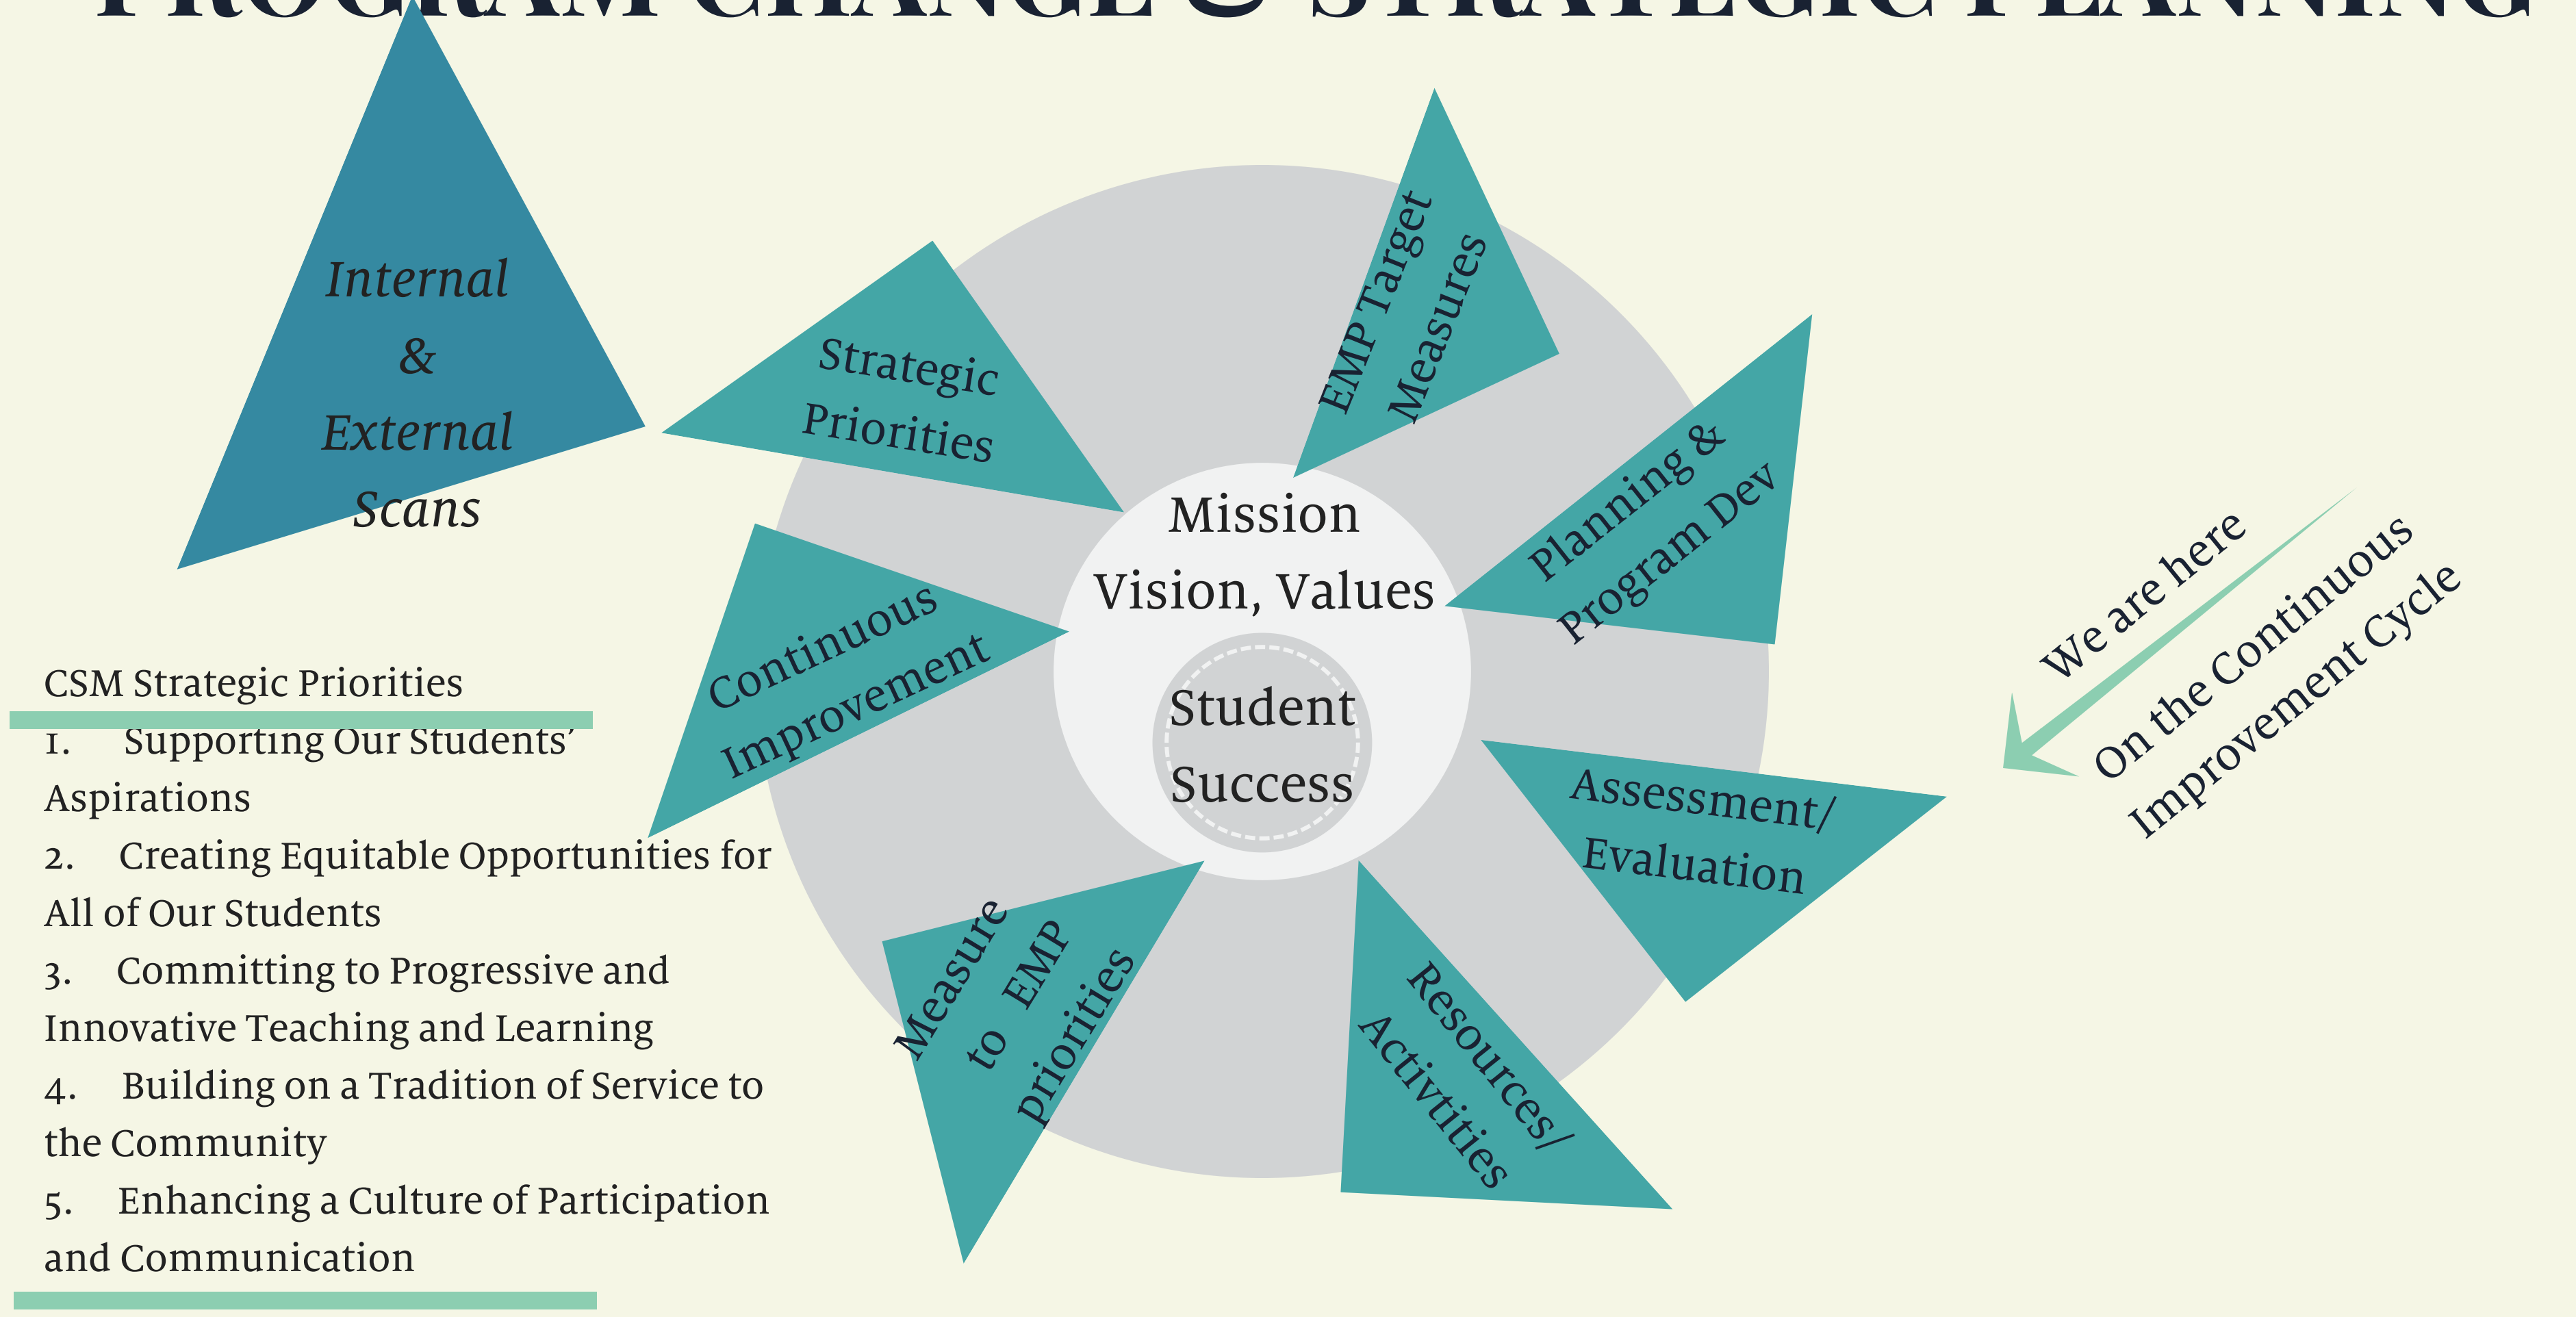 PROGRAM CHANGE & STRATEGIC PLANNING
Internal
&
External
Scans
Strategic
Priorities
EMP Target
Measures
Planning &
Program Dev
Assessment/
Evaluation
Resources/
Activtities
Measure
to EMP
priorities
Continuous
Improvement
Mission
Vision, Values
Student
Success
We are here
On the Continuous
Improvement Cycle
CSM Strategic Priorities
1. Supporting Our Students’
Aspirations
2. Creating Equitable Opportunities for
All of Our Students
3. Committing to Progressive and
Innovative Teaching and Learning
4. Building on a Tradition of Service to
the Community
5. Enhancing a Culture of Participation
and Communication